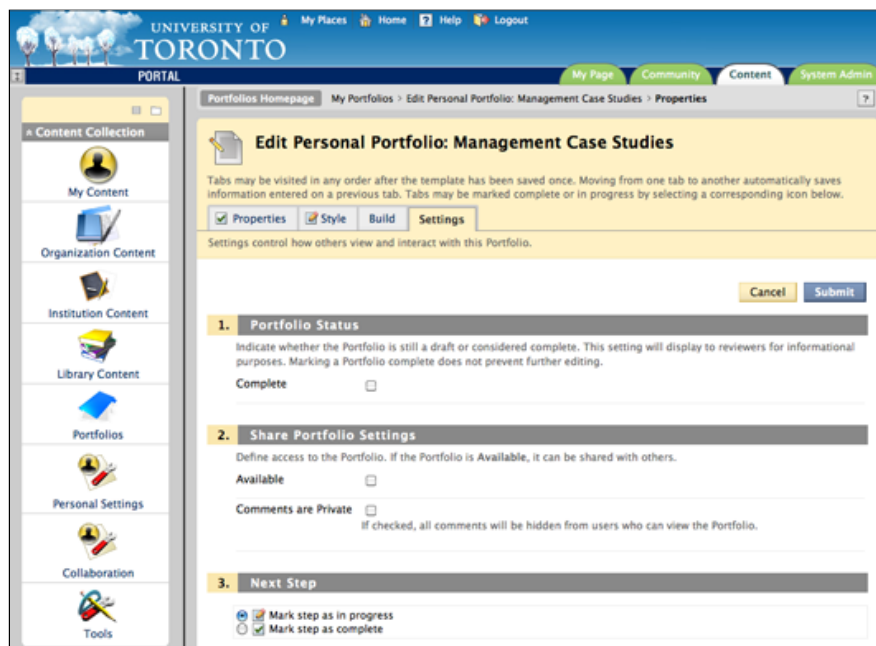 UNIVERSITY OF
TORONTO
My Places Home ? Help Logout
PORTAL
My Page Community Content System Admin
Portfolios Homepage My Portfolios > Edit Personal Portfolio: Management Case Studies > Properties ?
Content Collection
My Content
Organization Content
Institution Content
Library Content
Portfolios
Personal Settings
Collaboration
Tools
Edit Personal Portfolio: Management Case Studies
Tabs may be visited in any order after the template has been saved once. Moving from one tab to another automatically saves
information entered on a previous tab. Tabs may be marked complete or in progress by selecting a corresponding icon below.
Properties Style Build Settings
Settings control how others view and interact with this Portfolio.
Cancel Submit
1. Portfolio Status
Indicate whether the Portfolio is still a draft or considered complete. This setting will display to reviewers for informational
purposes. Marking a Portfolio complete does not prevent further editing.
Complete
2. Share Portfolio Settings
Define access to the Portfolio. If the Portfolio is Available, it can be shared with others.
Available
Comments are Private
If checked, all comments will be hidden from users who can view the Portfolio.
3. Next Step
Mark step as in progress
Mark step as complete